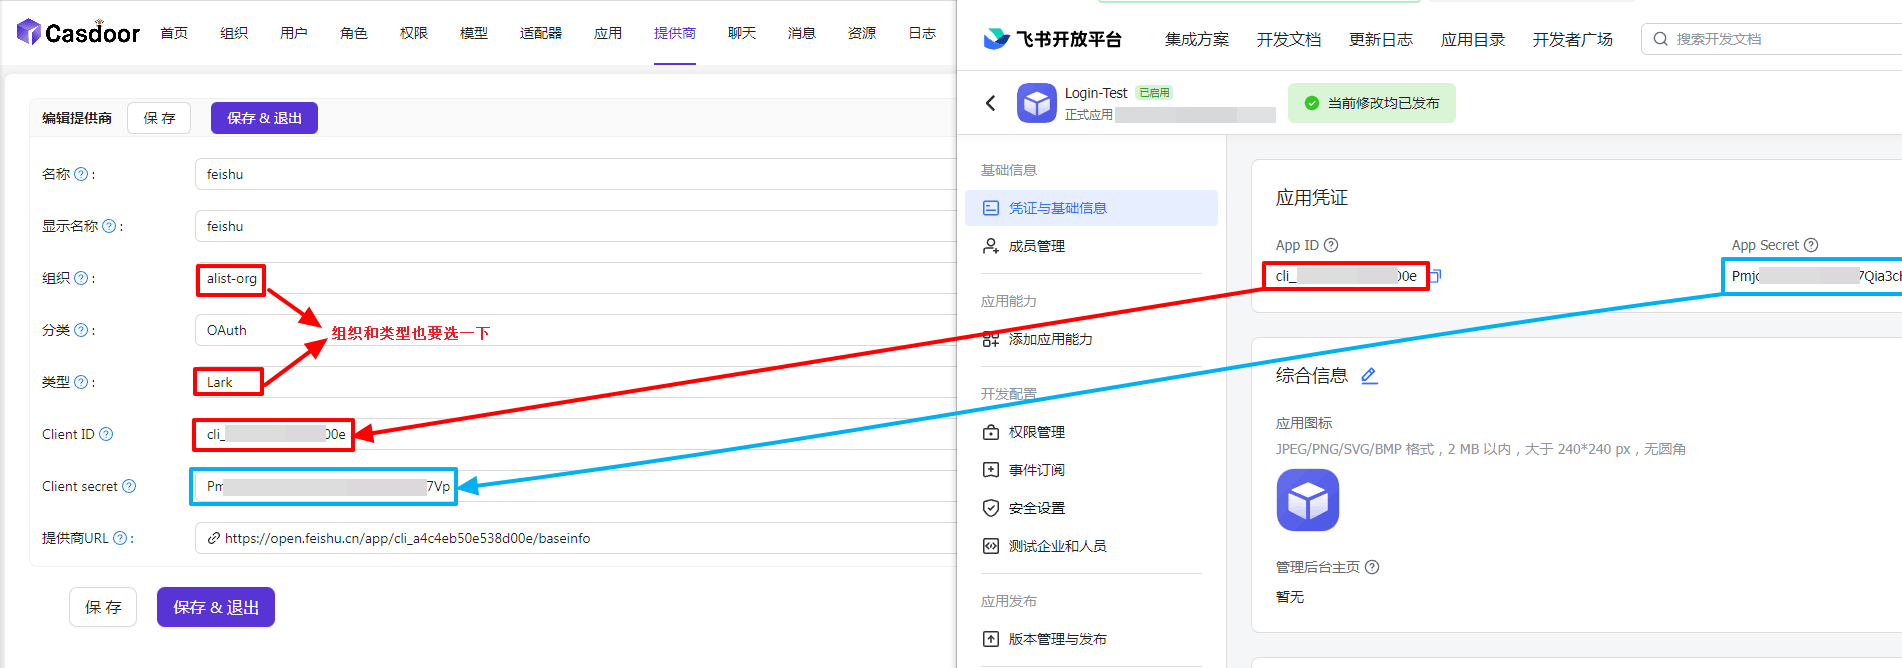 Casdoor 首页 组织 用户 角色 权限 模型 适配器 应用 提供商 聊天 消息 资源 日志
编辑提供商 保 存 保存 & 退出
名称 : feishu
显示名称 : feishu
组织 : alist-org
分类 : OAuth
组织和类型也要选一下
类型 : Lark
Client ID cli_ 00e
Client secret Pm 7Vp
提供商URL : https://open.feishu.cn/app/cli_a4c4eb50e538d00e/baseinfo
保 存 保存 & 退出
飞书开放平台 集成方案 开发文档 更新日志 应用目录 开发者广场 搜索开发文档
Login-Test 已启用
正式应用
当前修改均已发布
基础信息
凭证与基础信息
成员管理
应用能力
添加应用能力
开发配置
权限管理
事件订阅
安全设置
测试企业和人员
应用发布
版本管理与发布
应用凭证
App ID App Secret
cli_ 00e Pmjc 7Qia3cl
综合信息
应用图标
JPEG/PNG/SVG/BMP 格式，2 MB 以内，大于 240*240 px，无圆角
管理后台主页
暂无